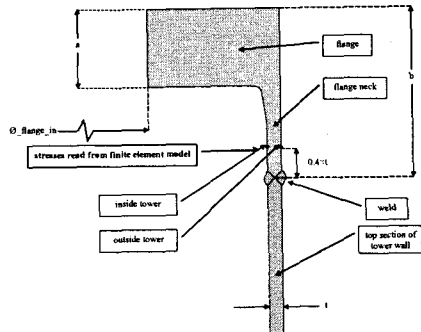 flange
a
b
flange neck
Ø_flange_in
stresses read from finite element model
0.4·t
inside tower
weld
outside tower
top section of
tower wall
t